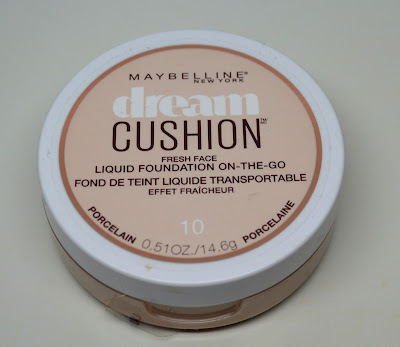 MAYBELLINE
NEW YORK
dream
CUSHION™
FRESH FACE
LIQUID FOUNDATION ON-THE-GO
FOND DE TEINT LIQUIDE TRANSPORTABLE
EFFET FRAÎCHEUR
10
PORCELAIN 0.51OZ./14.6g PORCELAINE